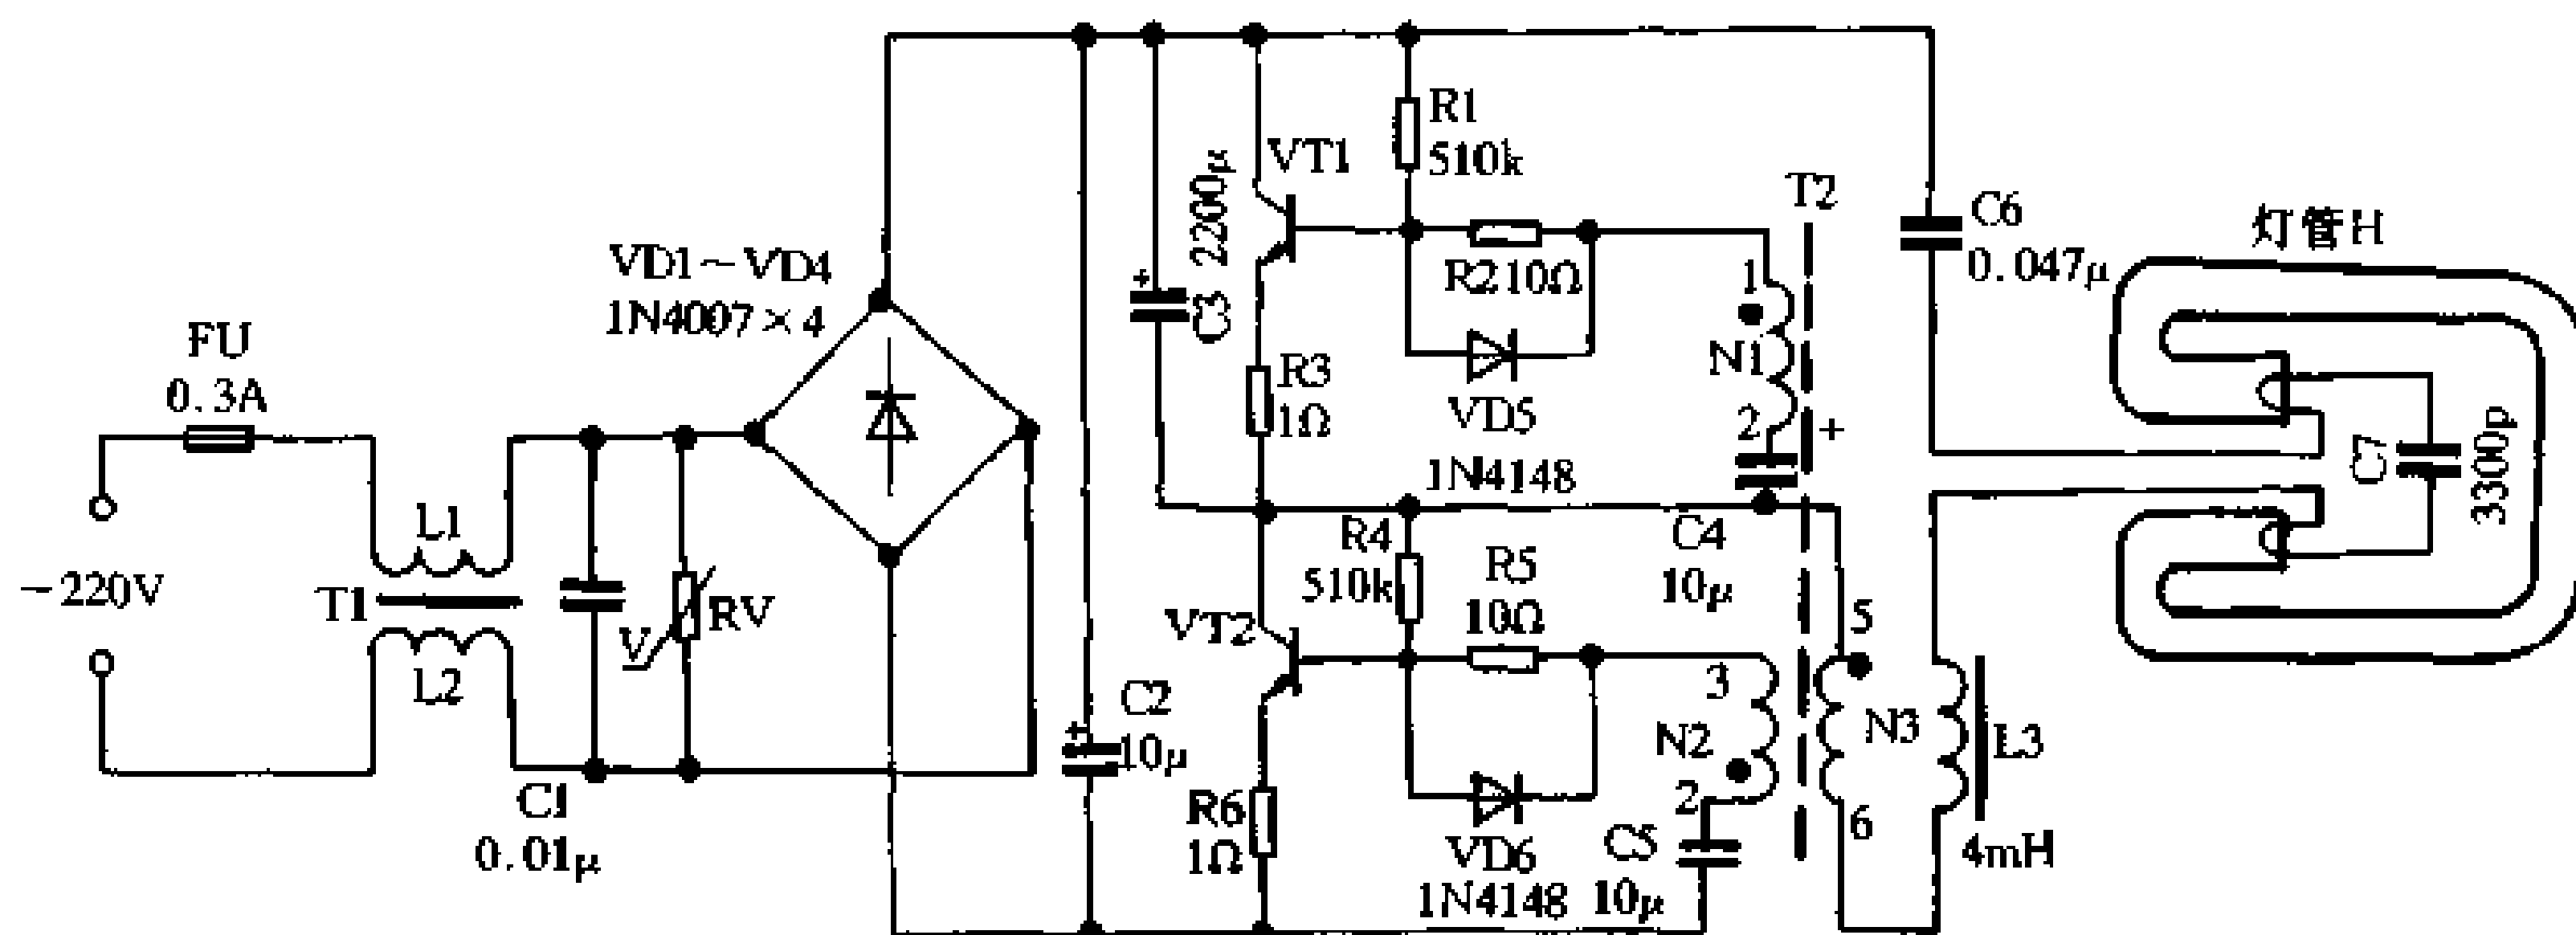 FU
0.3A
~220V
L1
T1
L2
C1
0.01μ
V
RV
VD1~VD4
1N4007×4
+
C2
10μ
+
C3 2200μ
VT1
R1
510k
R210Ω
VD5
1N4148
R3
1Ω
T2
1
N1
2
+
C4
10μ
R4
510k
R5
10Ω
VT2
R6
1Ω
VD6
1N4148
3
N2
2
C5
10μ
5
N3
6
L3
4mH
C6
0.047μ
灯管H
C7
3300p